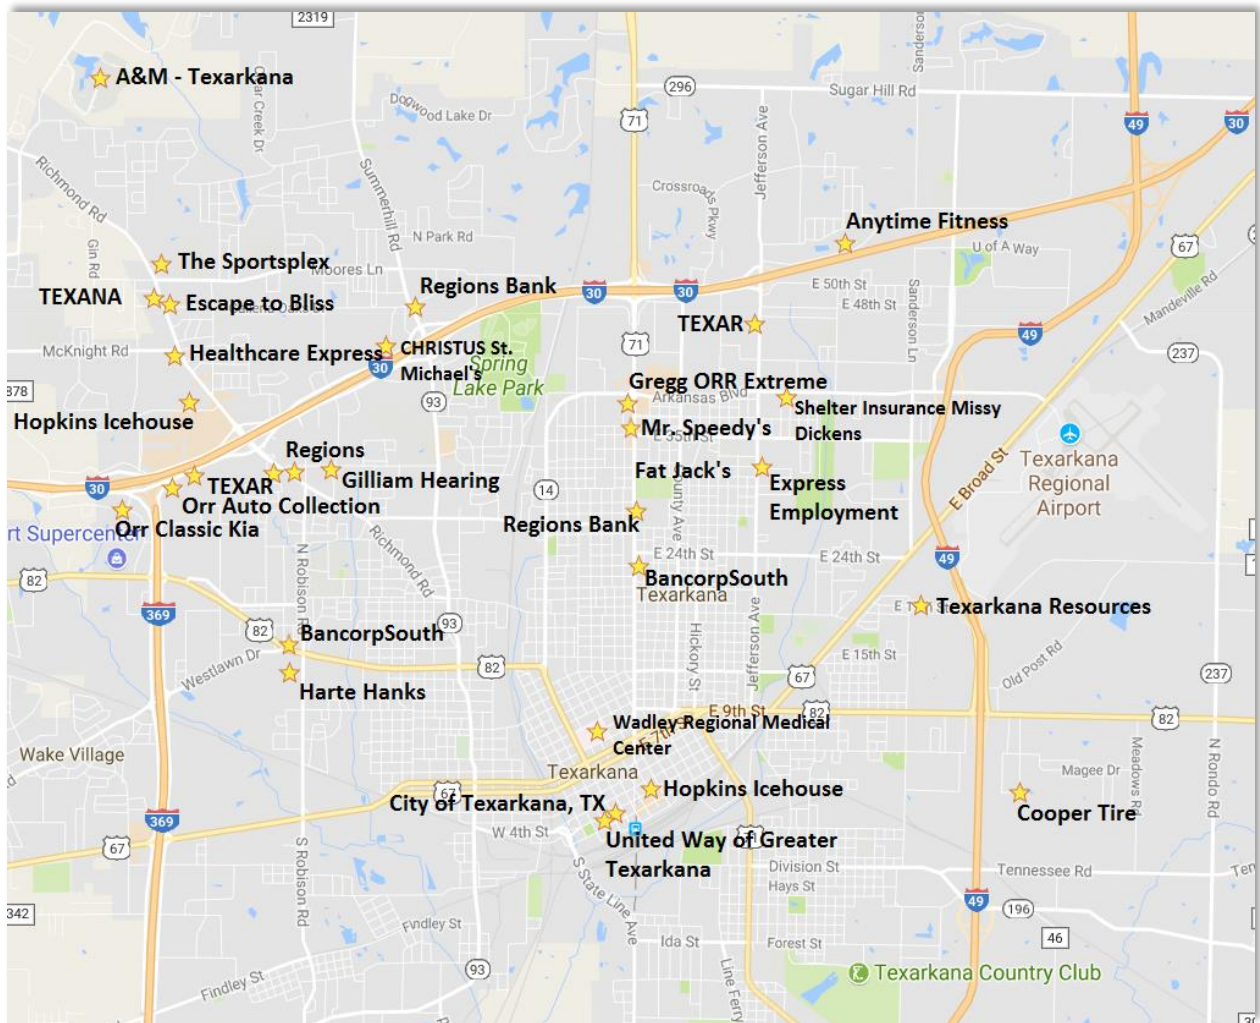 2319
A&M - Texarkana
296
Sugar Hill Rd
Sanderson
Dogwood Lake Dr
71
49
30
Jefferson Ave
Richmond Rd
Summerhill Rd
Crossroads
Pkwy
Anytime Fitness
N Park Rd
Gin Rd
U of A Way
67
The Sportsplex
Moores Ln
Regions Bank
TEXANA
Escape to Bliss
30
30
E 50th St
E 48th St
Sanderson Ln
Mandeville Rd
TEXAR
49
McKnight Rd
Healthcare Express
CHRISTUS St.
Michael's
30
Spring
Lake Park
71
237
878
93
Gregg ORR Extreme
Arkansas Blvd
Shelter Insurance Missy
Dickens
Hopkins Icehouse
Mr. Speedy's
E 35th St
Texarkana
Regional
Airport
Regions
Gilliam Hearing
Fat Jack's
Express
Employment
E Broad St
30
TEXAR
Orr Auto Collection
14
Orr Classic Kia
rt Supercenter
Regions Bank
N Robison Rd
Richmond Rd
E 24th St
E 24th St
49
82
BancorpSouth
Texarkana
369
Texarkana Resources
82
BancorpSouth
93
Hickory St
Jefferson Ave
Westlawn Dr
82
E 15th St
Old Post Rd
67
237
Harte Hanks
E 9th St
82
82
Wadley Regional Medical
Center
E 7th S
Wake Village
Texarkana
Magee Dr
Meadows Rd
N Rondo Rd
67
Hopkins Icehouse
City of Texarkana, TX
Cooper Tire
369
W 4th St
67
United Way of Greater
Texarkana
S Robison Rd
S State Line Ave
Division St
Hays St
Tennessee Rd
49
196
342
Findley St
Ida St
Forest St
46
93
Findley St
Line Ferry
Texarkana Country Club